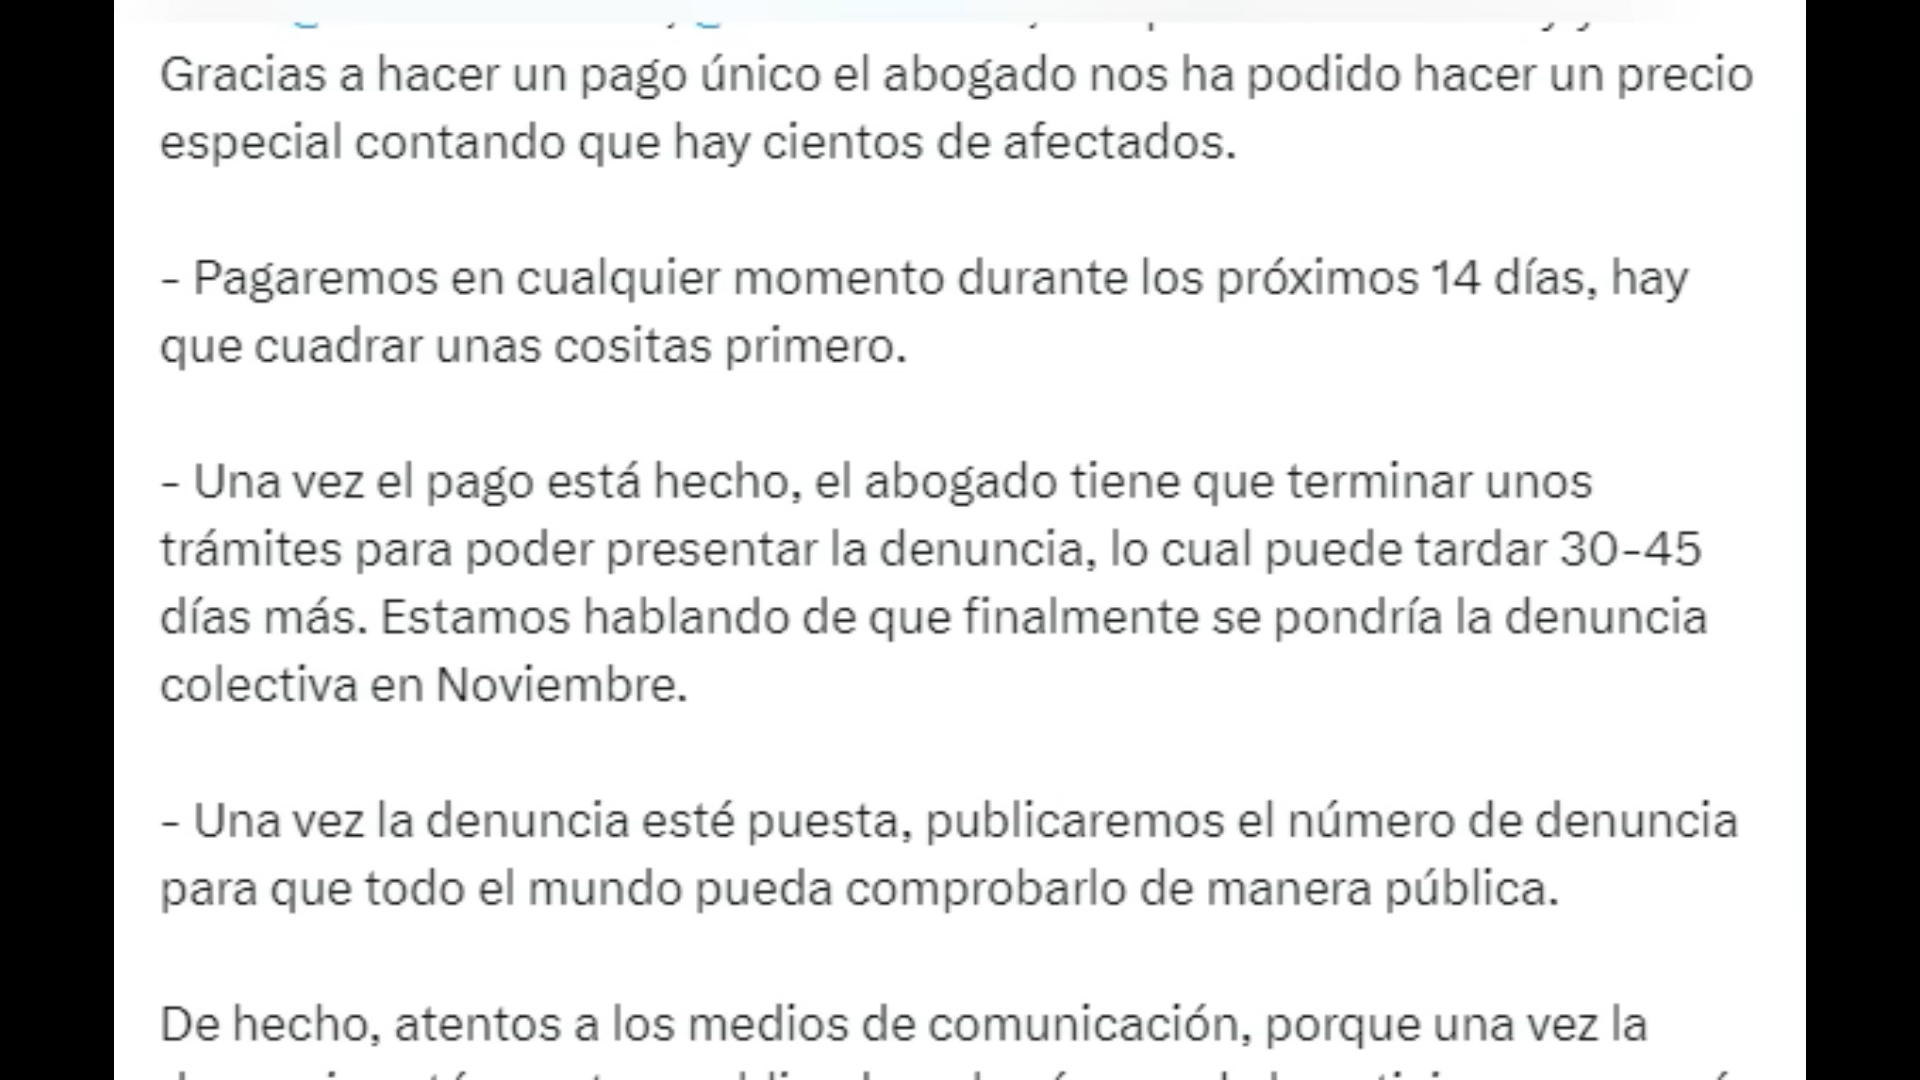 Gracias a hacer un pago único el abogado nos ha podido hacer un precio
especial contando que hay cientos de afectados.
- Pagaremos en cualquier momento durante los próximos 14 días, hay
que cuadrar unas cositas primero.
- Una vez el pago está hecho, el abogado tiene que terminar unos
trámites para poder presentar la denuncia, lo cual puede tardar 30-45
días más. Estamos hablando de que finalmente se pondría la denuncia
colectiva en Noviembre.
- Una vez la denuncia esté puesta, publicaremos el número de denuncia
para que todo el mundo pueda comprobarlo de manera pública.
De hecho, atentos a los medios de comunicación, porque una vez la